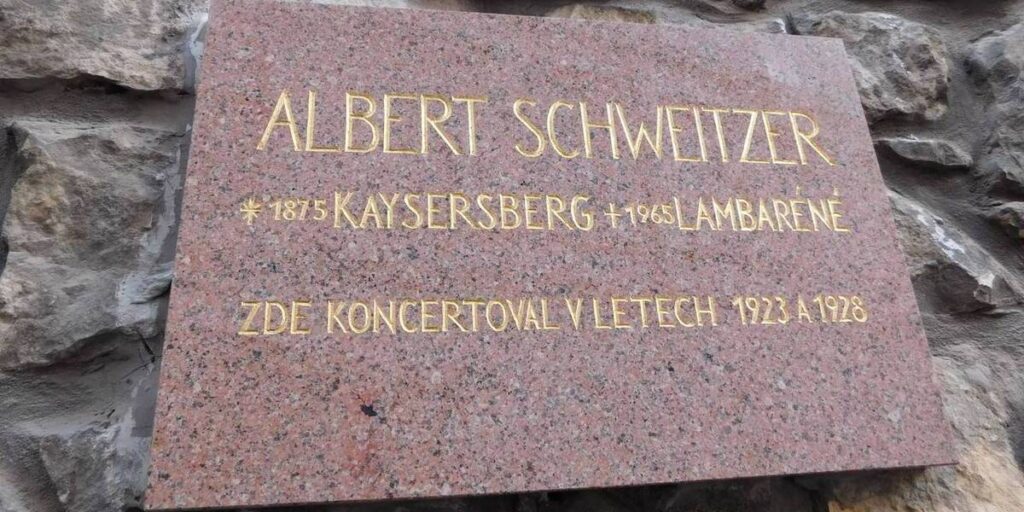 ALBERT SCHWEITZER
* 1875 KAYSERSBERG + 1965 LAMBARÉNÉ
ZDE KONCERTOVAL V LETECH 1923 A 1928